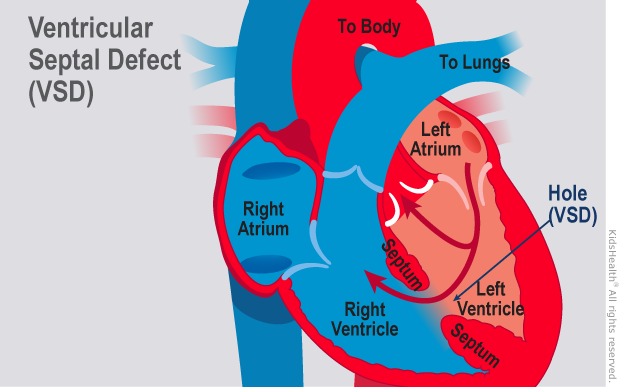 Ventricular
Septal Defect
(VSD)
To Body
To Lungs
Left
Atrium
Hole
(VSD)
Right
Atrium
Septum
Left
Ventricle
Right
Ventricle
Septum
KidsHealth® All rights reserved.